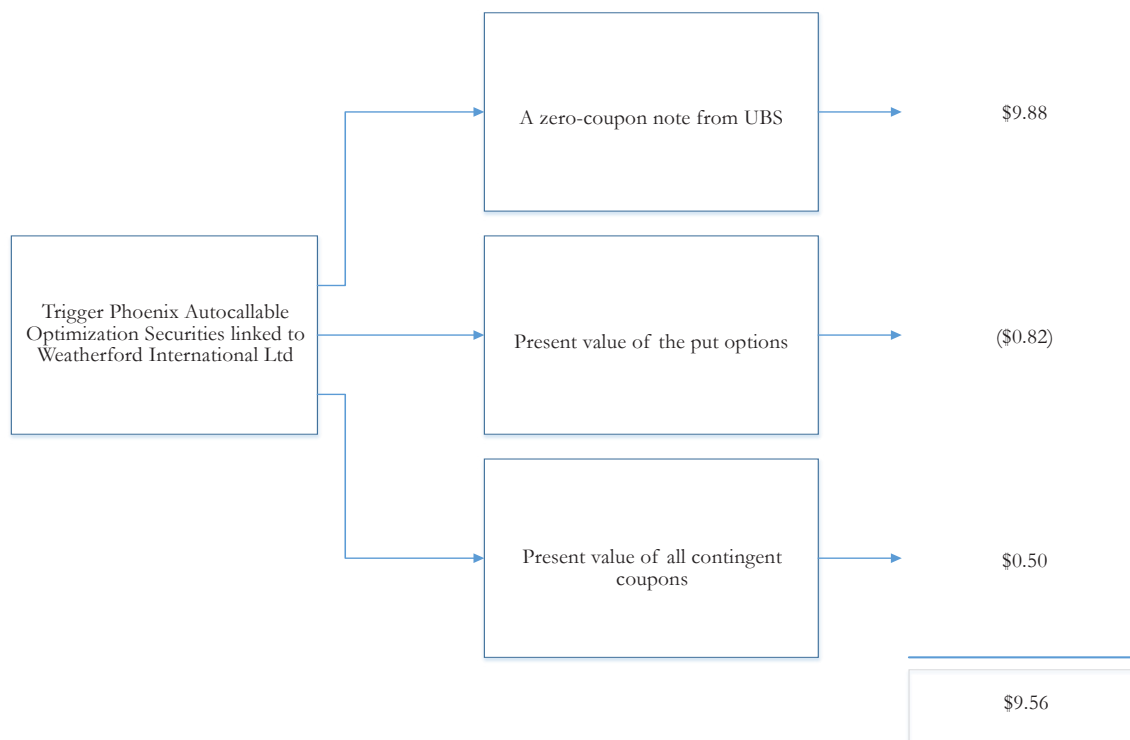 A zero-coupon note from UBS
$9.88
Trigger Phoenix Autocallable
Optimization Securities linked to
Weatherford International Ltd
Present value of the put options
($0.82)
Present value of all contingent
coupons
$0.50
$9.56